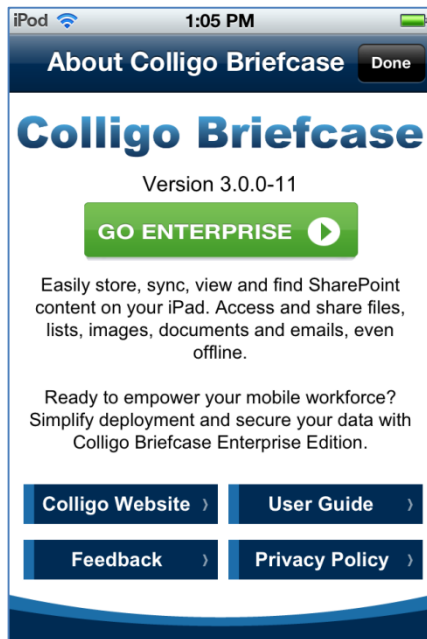 iPod 1:05 PM
About Colligo Briefcase Done
Colligo Briefcase
Version 3.0.0-11
GO ENTERPRISE
Easily store, sync, view and find SharePoint
content on your iPad. Access and share files,
lists, images, documents and emails, even
offline.
Ready to empower your mobile workforce?
Simplify deployment and secure your data with
Colligo Briefcase Enterprise Edition.
Colligo Website User Guide
Feedback Privacy Policy